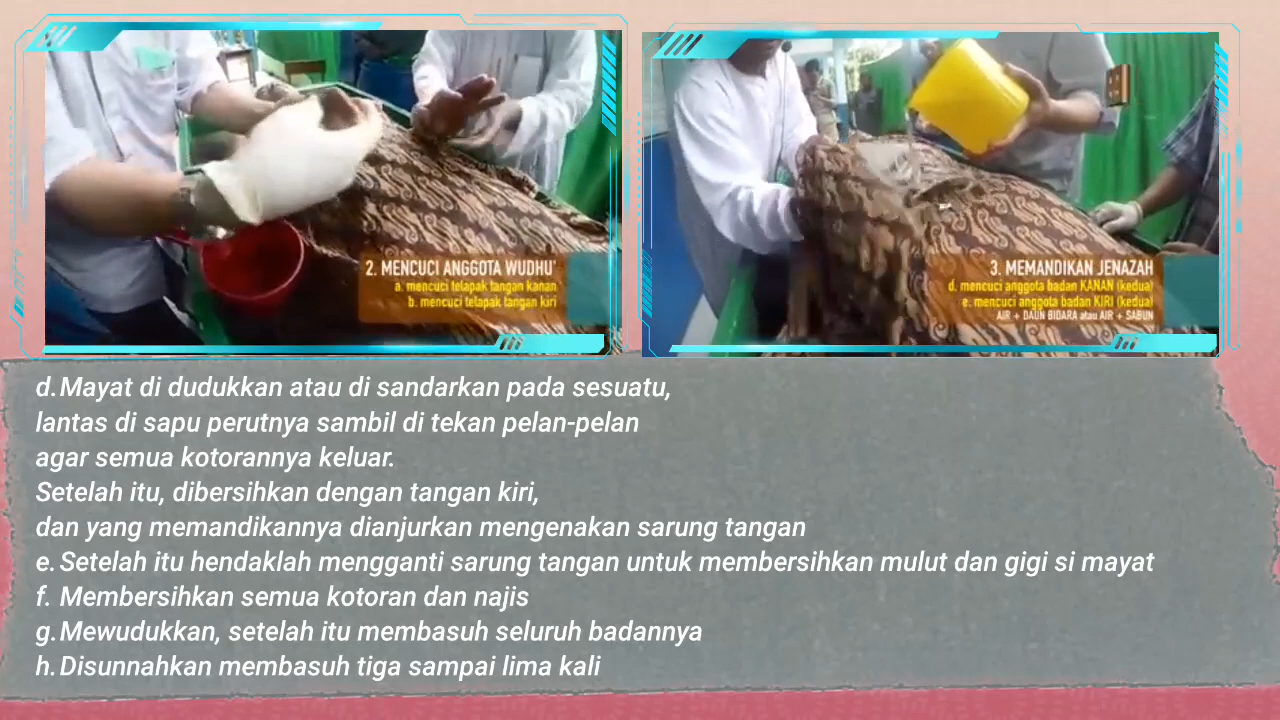 2. MENCUCI ANGGOTA WUDHU'
a. mencuci telapak tangan kanan
b. mencuci telapak tangan kiri
3. MEMANDIKAN JENAZAH
d. mencuci anggota badan KANAN (kedua)
e. mencuci anggota badan KIRI (kedua)
AIR + DAUN BIDARA atau AIR + SABUN
d. Mayat di dudukkan atau di sandarkan pada sesuatu,
lantas di sapu perutnya sambil di tekan pelan-pelan
agar semua kotorannya keluar.
Setelah itu, dibersihkan dengan tangan kiri,
dan yang memandikannya dianjurkan mengenakan sarung tangan
e. Setelah itu hendaklah mengganti sarung tangan untuk membersihkan mulut dan gigi si mayat
f. Membersihkan semua kotoran dan najis
g. Mewudukkan, setelah itu membasuh seluruh badannya
h. Disunnahkan membasuh tiga sampai lima kali